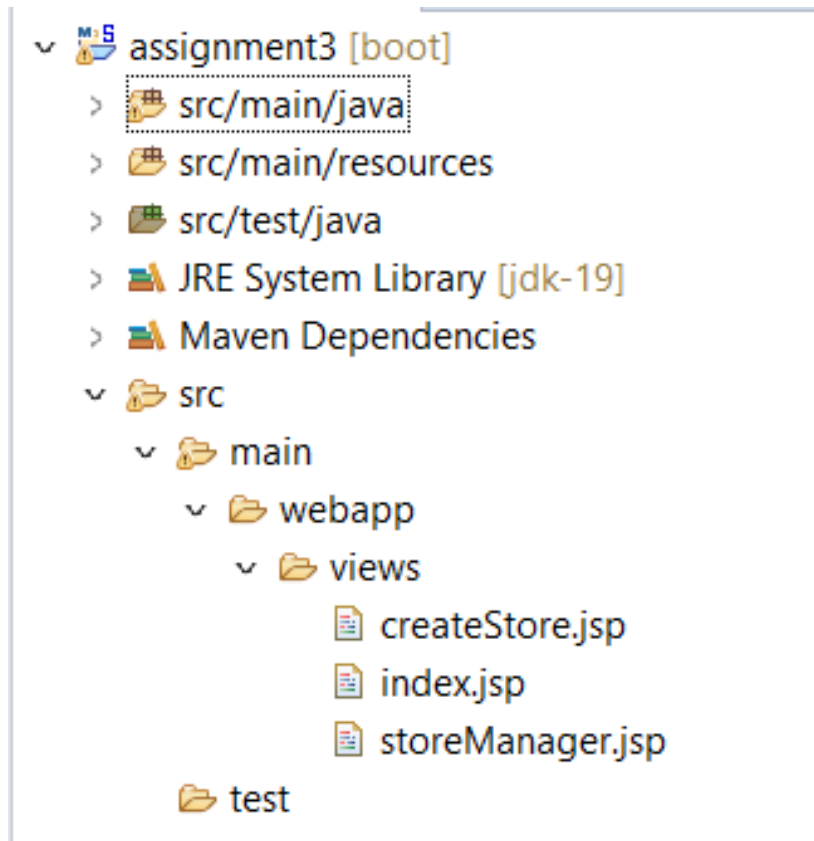 assignment3 [boot]
src/main/java
src/main/resources
src/test/java
JRE System Library [jdk-19]
Maven Dependencies
src
main
webapp
views
createStore.jsp
index.jsp
storeManager.jsp
test